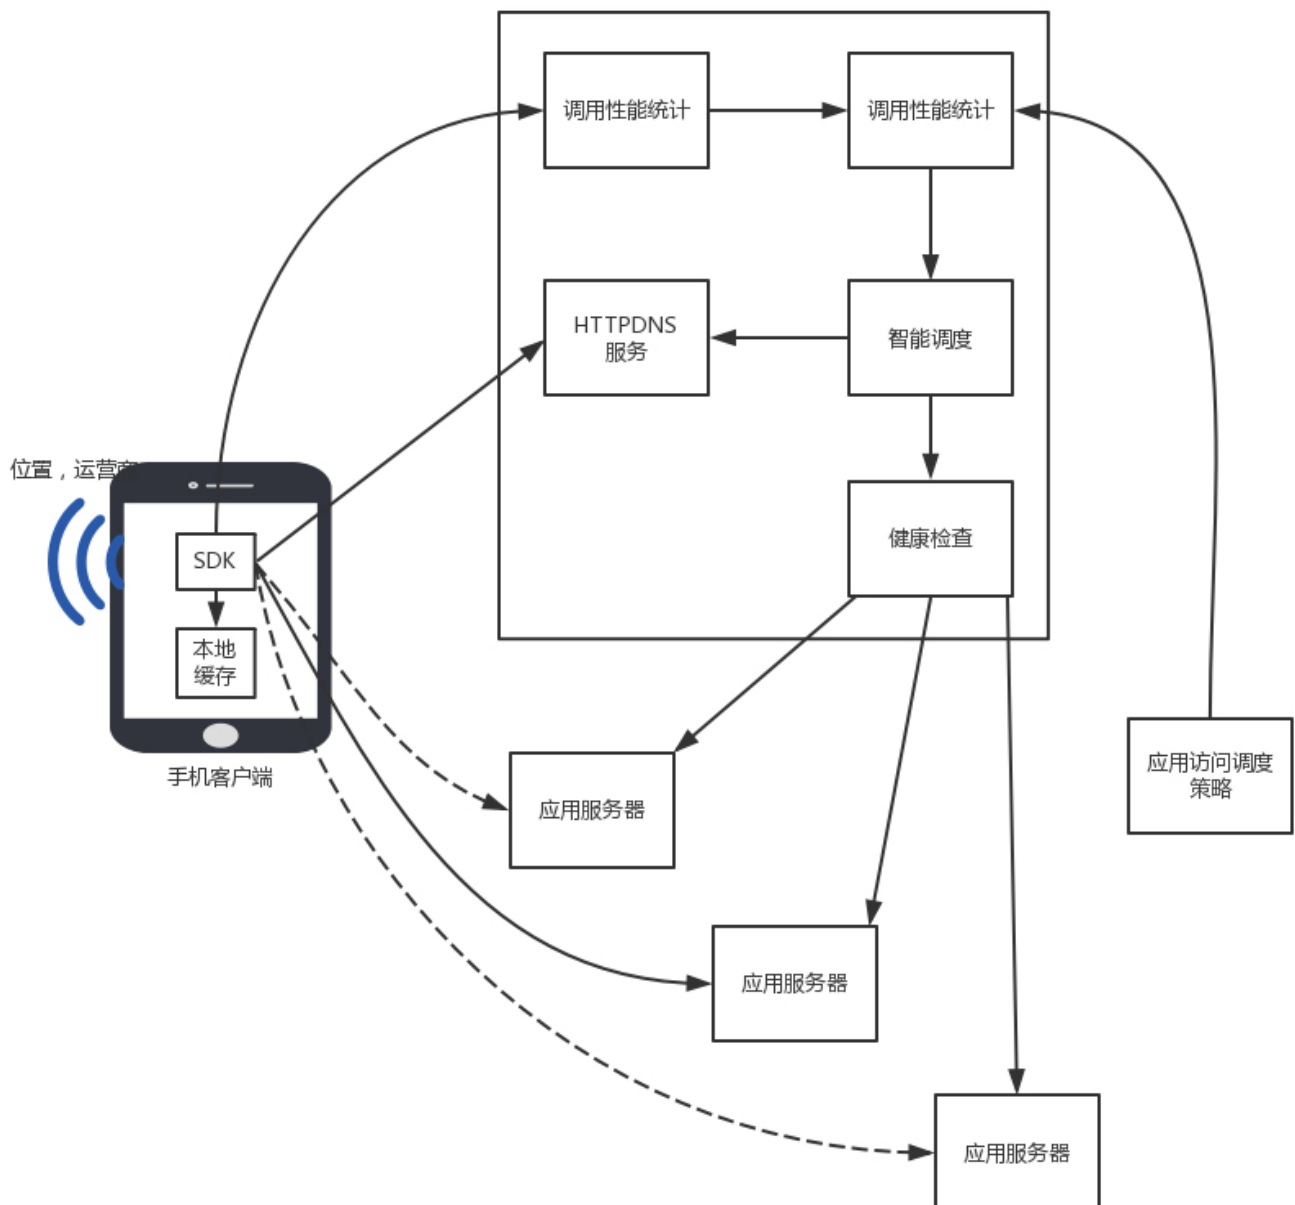 调用性能统计
调用性能统计
HTTPDNS
服务
智能调度
位置，运营商
SDK
健康检查
本地
缓存
手机客户端
应用访问调度
策略
应用服务器
应用服务器
应用服务器